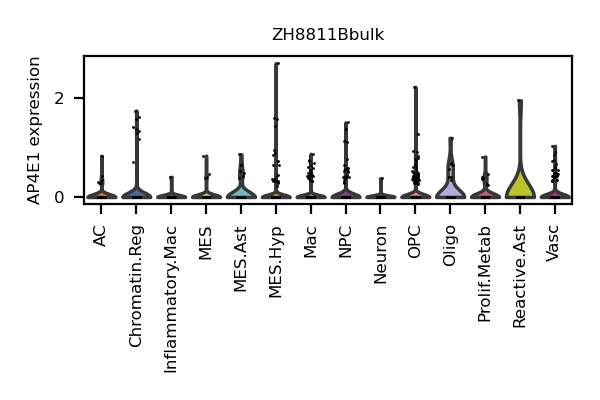 ZH8811Bbulk
AP4E1 expression
2
0
AC
Chromatin.Reg
Inflammatory.Mac
MES
MES.Ast
MES.Hyp
Mac
NPC
Neuron
OPC
Oligo
Prolif.Metab
Reactive.Ast
Vasc